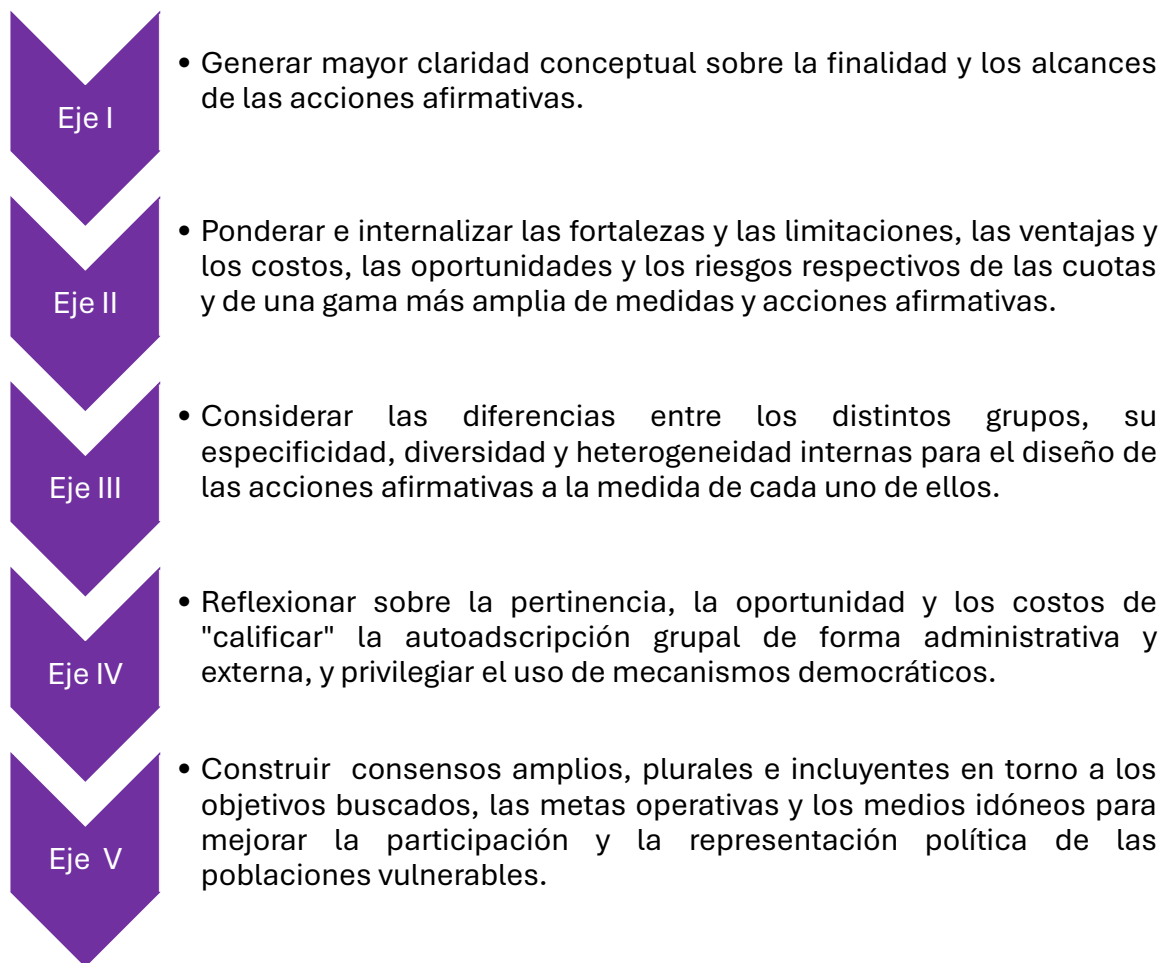 Eje I
• Generar mayor claridad conceptual sobre la finalidad y los alcances
de las acciones afirmativas.
Eje II
• Ponderar e internalizar las fortalezas y las limitaciones, las ventajas y
los costos, las oportunidades y los riesgos respectivos de las cuotas
y de una gama más amplia de medidas y acciones afirmativas.
Eje III
• Considerar las diferencias entre los distintos grupos, su
especificidad, diversidad y heterogeneidad internas para el diseño de
las acciones afirmativas a la medida de cada uno de ellos.
Eje IV
• Reflexionar sobre la pertinencia, la oportunidad y los costos de
"calificar" la autoadscripción grupal de forma administrativa y
externa, y privilegiar el uso de mecanismos democráticos.
Eje V
• Construir consensos amplios, plurales e incluyentes en torno a los
objetivos buscados, las metas operativas y los medios idóneos para
mejorar la participación y la representación política de las
poblaciones vulnerables.